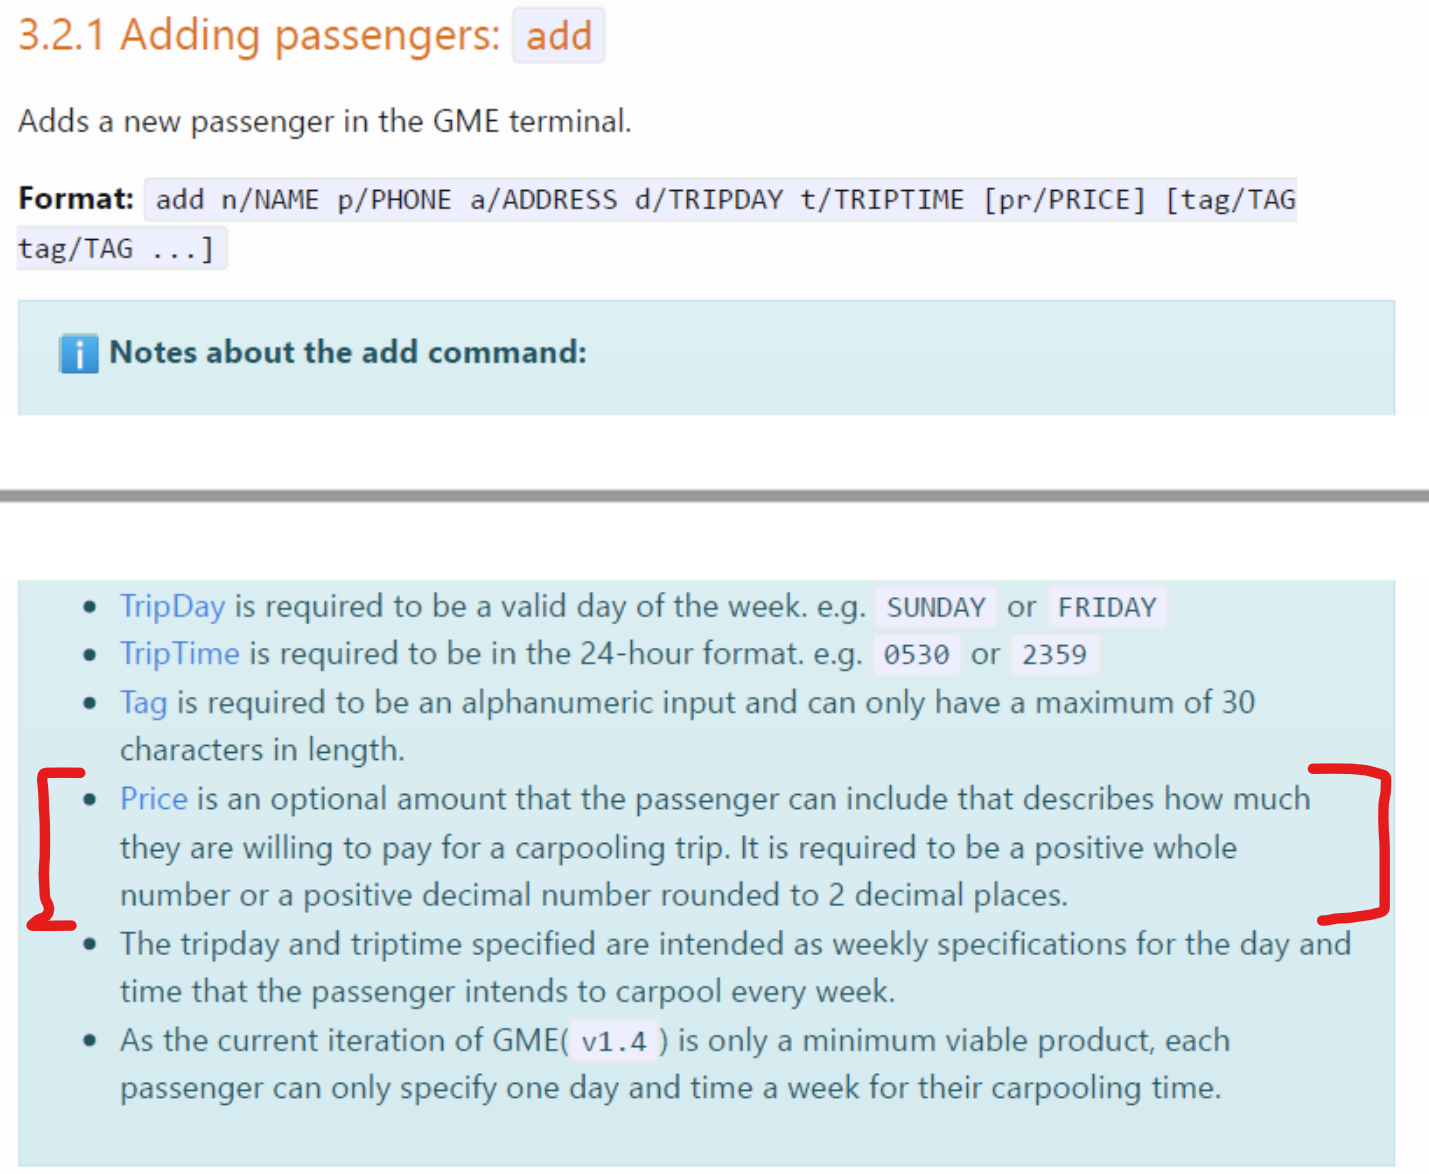 3.2.1 Adding passengers: add
Adds a new passenger in the GME terminal.
Format: add n/NAME p/PHONE a/ADDRESS d/TRIPDAY t/TRIPTIME [pr/PRICE] [tag/TAG
tag/TAG ...]
i Notes about the add command:
• TripDay is required to be a valid day of the week. e.g. SUNDAY or FRIDAY
• TripTime is required to be in the 24-hour format. e.g. 0530 or 2359
• Tag is required to be an alphanumeric input and can only have a maximum of 30
characters in length.
• Price is an optional amount that the passenger can include that describes how much
they are willing to pay for a carpooling trip. It is required to be a positive whole
number or a positive decimal number rounded to 2 decimal places.
• The tripday and triptime specified are intended as weekly specifications for the day and
time that the passenger intends to carpool every week.
• As the current iteration of GME( v1.4 ) is only a minimum viable product, each
passenger can only specify one day and time a week for their carpooling time.